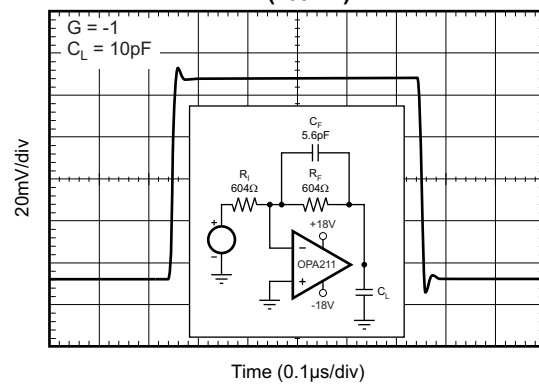 G = -1
C_L = 10pF
20mV/div
C_F
5.6pF
R_I
604Ω
R_F
604Ω
+18V
OPA211
-18V
C_L
Time (0.1μs/div)